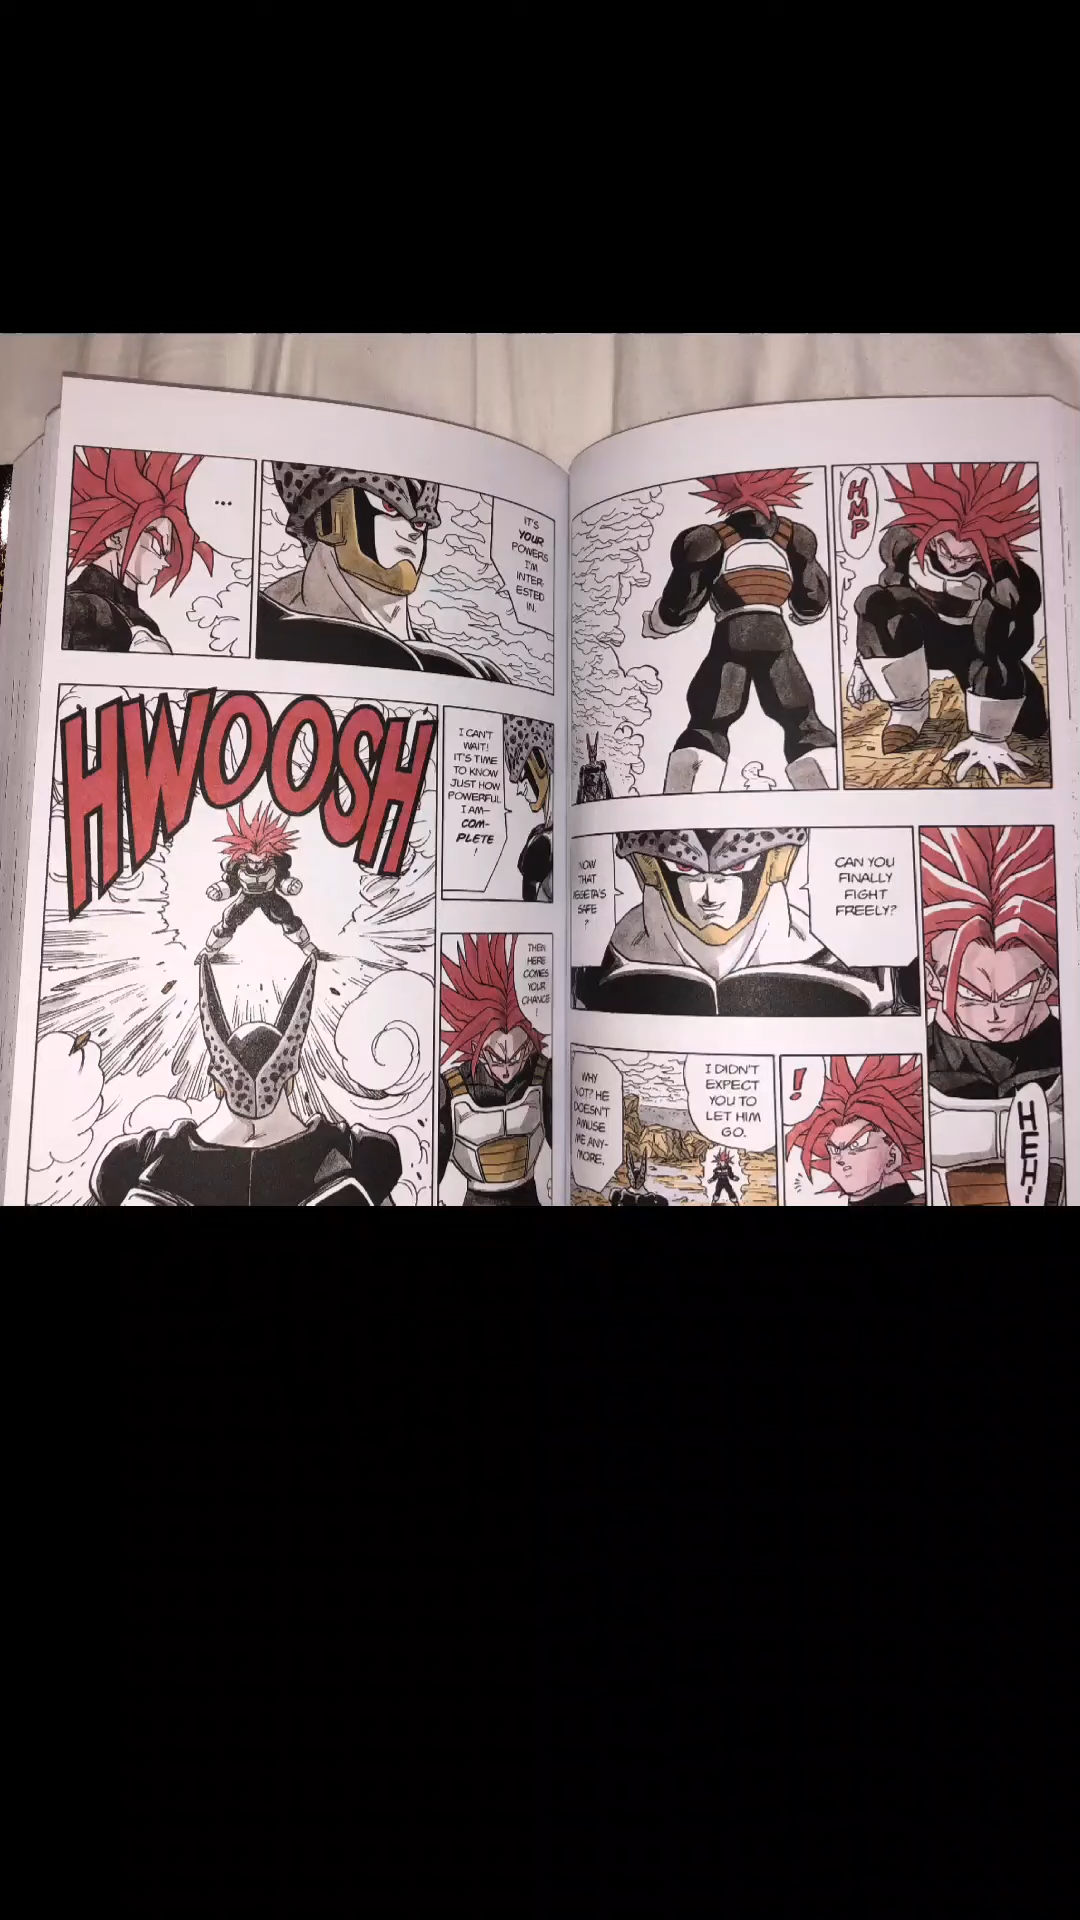 HMP
HEH!
CAN YOU
FINALLY
FIGHT
FREELY?
NOW
THAT
VEGETA'S
SAFE
?
!
I DIDN'T
EXPECT
YOU TO
LET HIM
GO.
WHY
NOT? HE
DOESN'T
AMUSE
ME ANY-
MORE.
IT'S
YOUR
POWERS
I'M
INTER-
ESTED
IN.
...
I CAN'T
WAIT!
IT'S TIME
TO KNOW
JUST HOW
POWERFUL
I AM—
COM-
PLETE
!
THEN
HERE
COMES
YOUR
CHANCE
!
HWOOSH